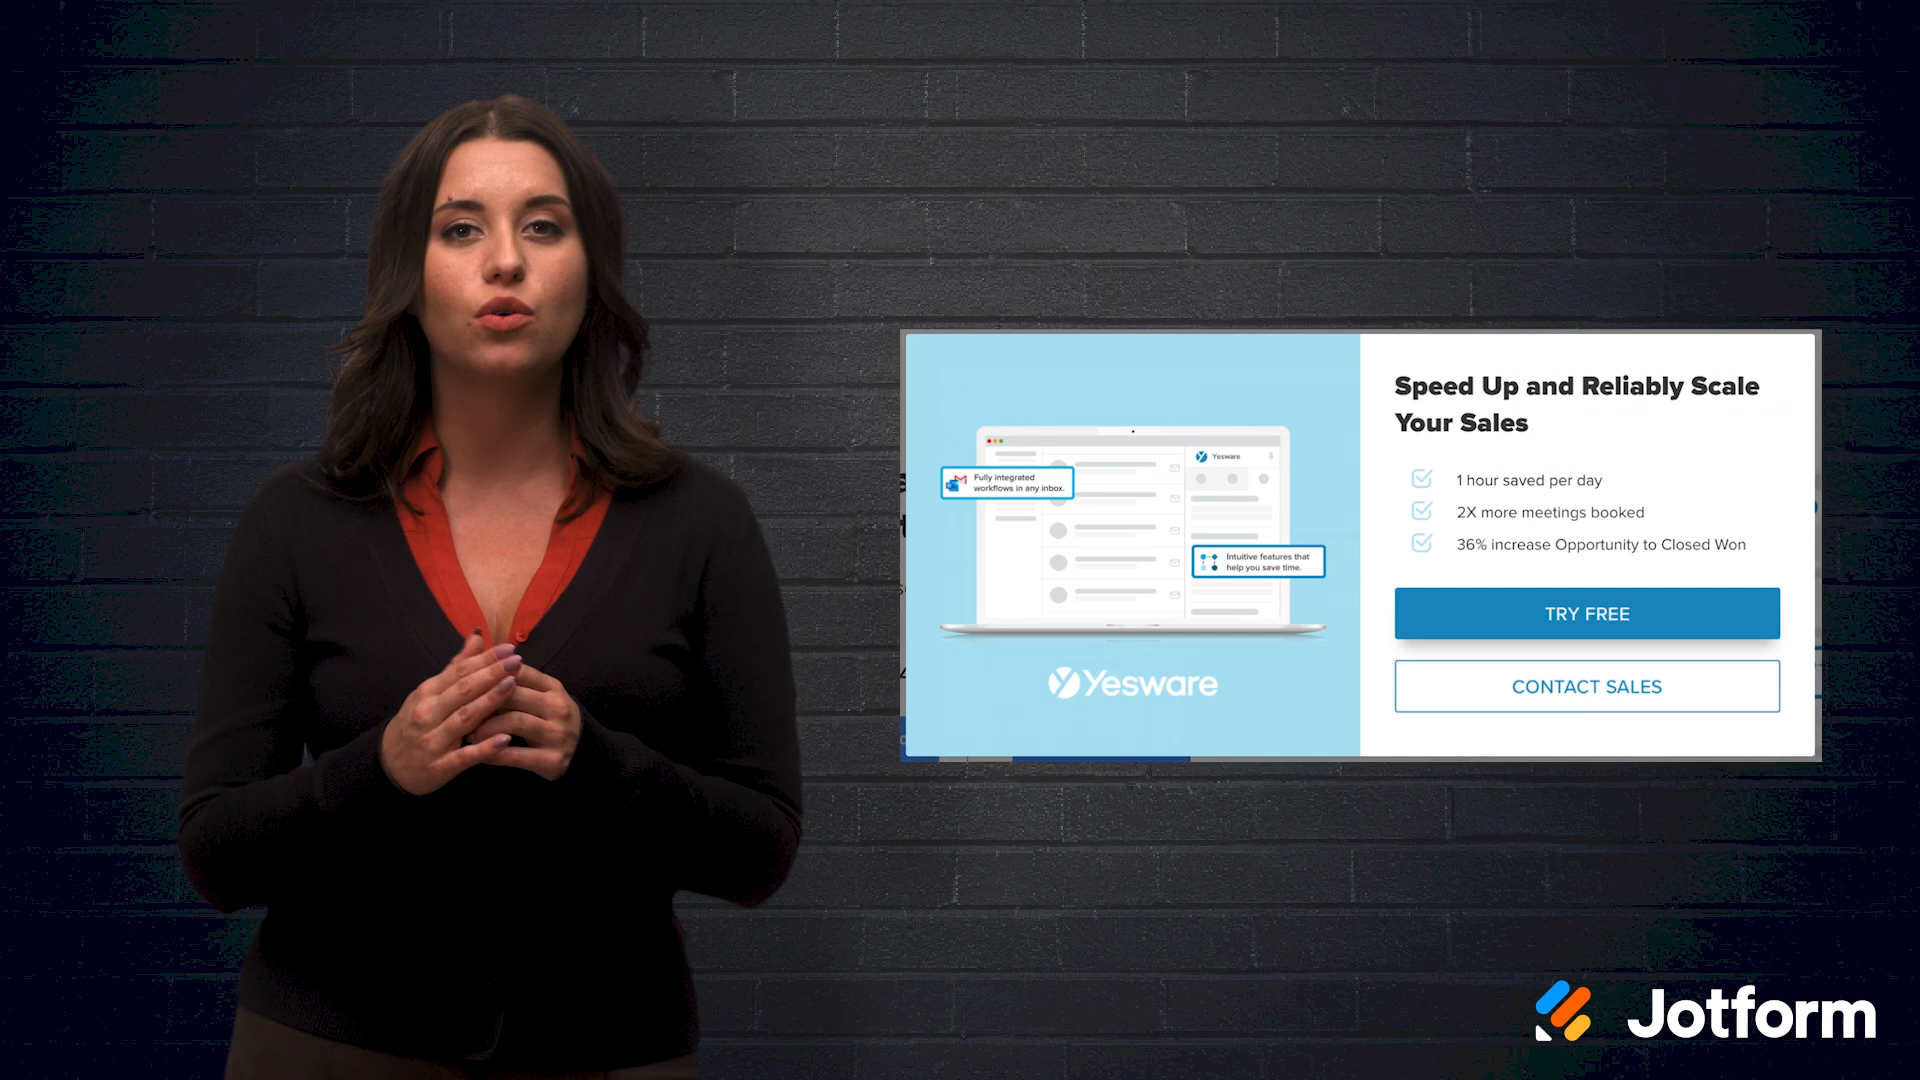 Speed Up and Reliably Scale
Your Sales
1 hour saved per day
2X more meetings booked
36% increase Opportunity to Closed Won
TRY FREE
CONTACT SALES
Yesware
Fully integrated
workflows in any inbox.
Intuitive features that
help you save time.
Yesware
Jotform